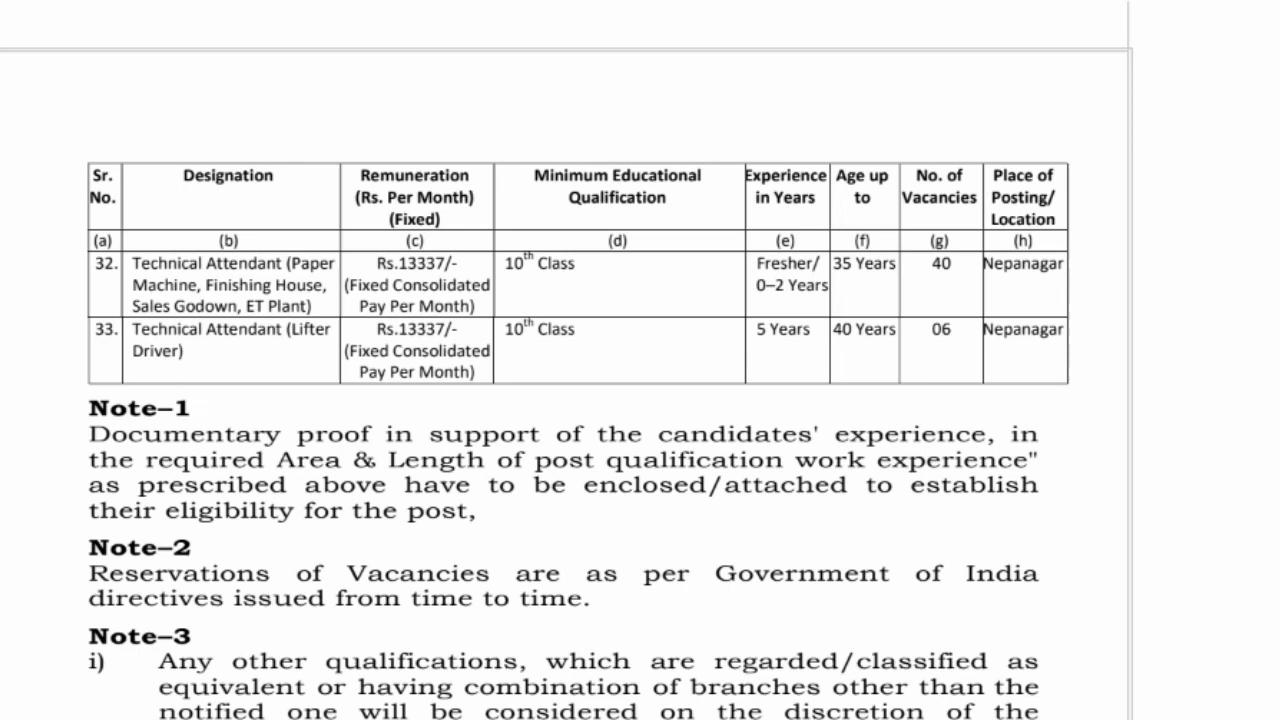 Sr. No. Designation Remuneration (Rs. Per Month) (Fixed) Minimum Educational Qualification Experience in Years Age up to No. of Vacancies Place of Posting/ Location
(a) (b) (c) (d) (e) (f) (g) (h)
32. Technical Attendant (Paper Rs.13337/- 10th Class Fresher/ 35 Years 40 Nepanagar
Machine, Finishing House, (Fixed Consolidated 0–2 Years
Sales Godown, ET Plant) Pay Per Month)
33. Technical Attendant (Lifter Rs.13337/- 10th Class 5 Years 40 Years 06 Nepanagar
Driver) (Fixed Consolidated
Pay Per Month)
Note–1
Documentary proof in support of the candidates' experience, in
the required Area & Length of post qualification work experience"
as prescribed above have to be enclosed/attached to establish
their eligibility for the post,
Note–2
Reservations of Vacancies are as per Government of India
directives issued from time to time.
Note–3
i) Any other qualifications, which are regarded/classified as
equivalent or having combination of branches other than the
notified one will be considered on the discretion of the